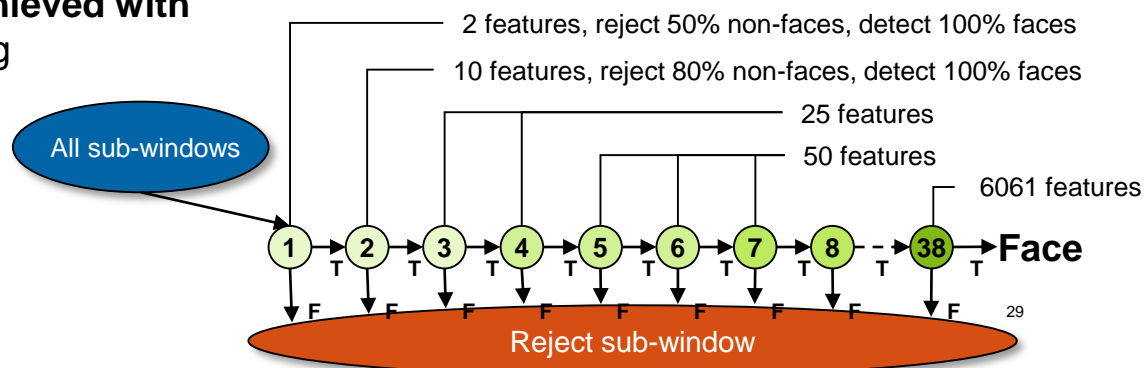 hieved with
g
2 features, reject 50% non-faces, detect 100% faces
10 features, reject 80% non-faces, detect 100% faces
25 features
50 features
6061 features
All sub-windows
1 2 3 4 5 6 7 8 38 Face
T T T T T T T T T
F F F F F F F F F
29
Reject sub-window